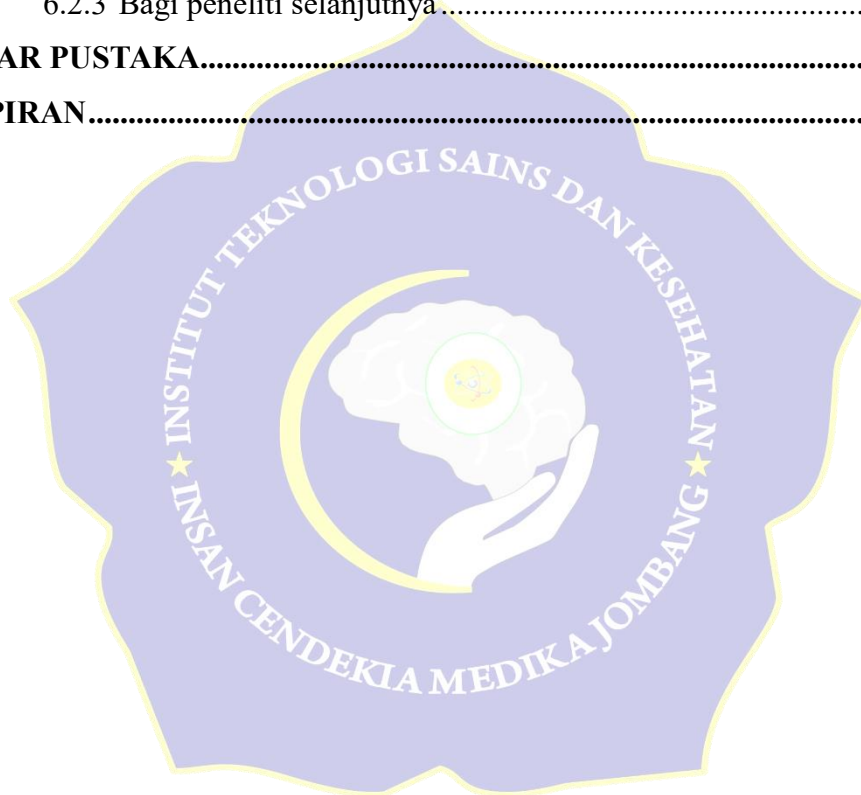 6.2.3 Bagi peneliti selanjutnya........................................................
AR PUSTAKA....................................................................................
PIRAN.................................................................................................
INSTITUT TEKNOLOGI SAINS DAN KESEHATAN
INSAN CENDEKIA MEDIKA JOMBANG